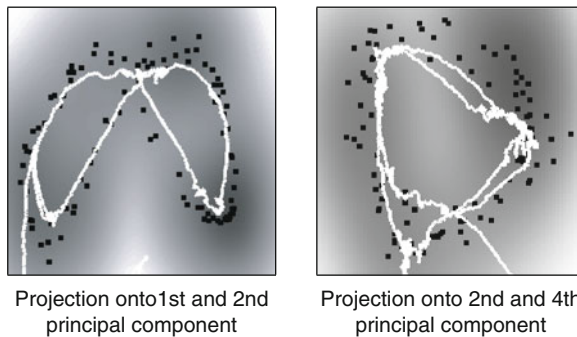 Projection onto1st and 2nd
principal component
Projection onto 2nd and 4th
principal component